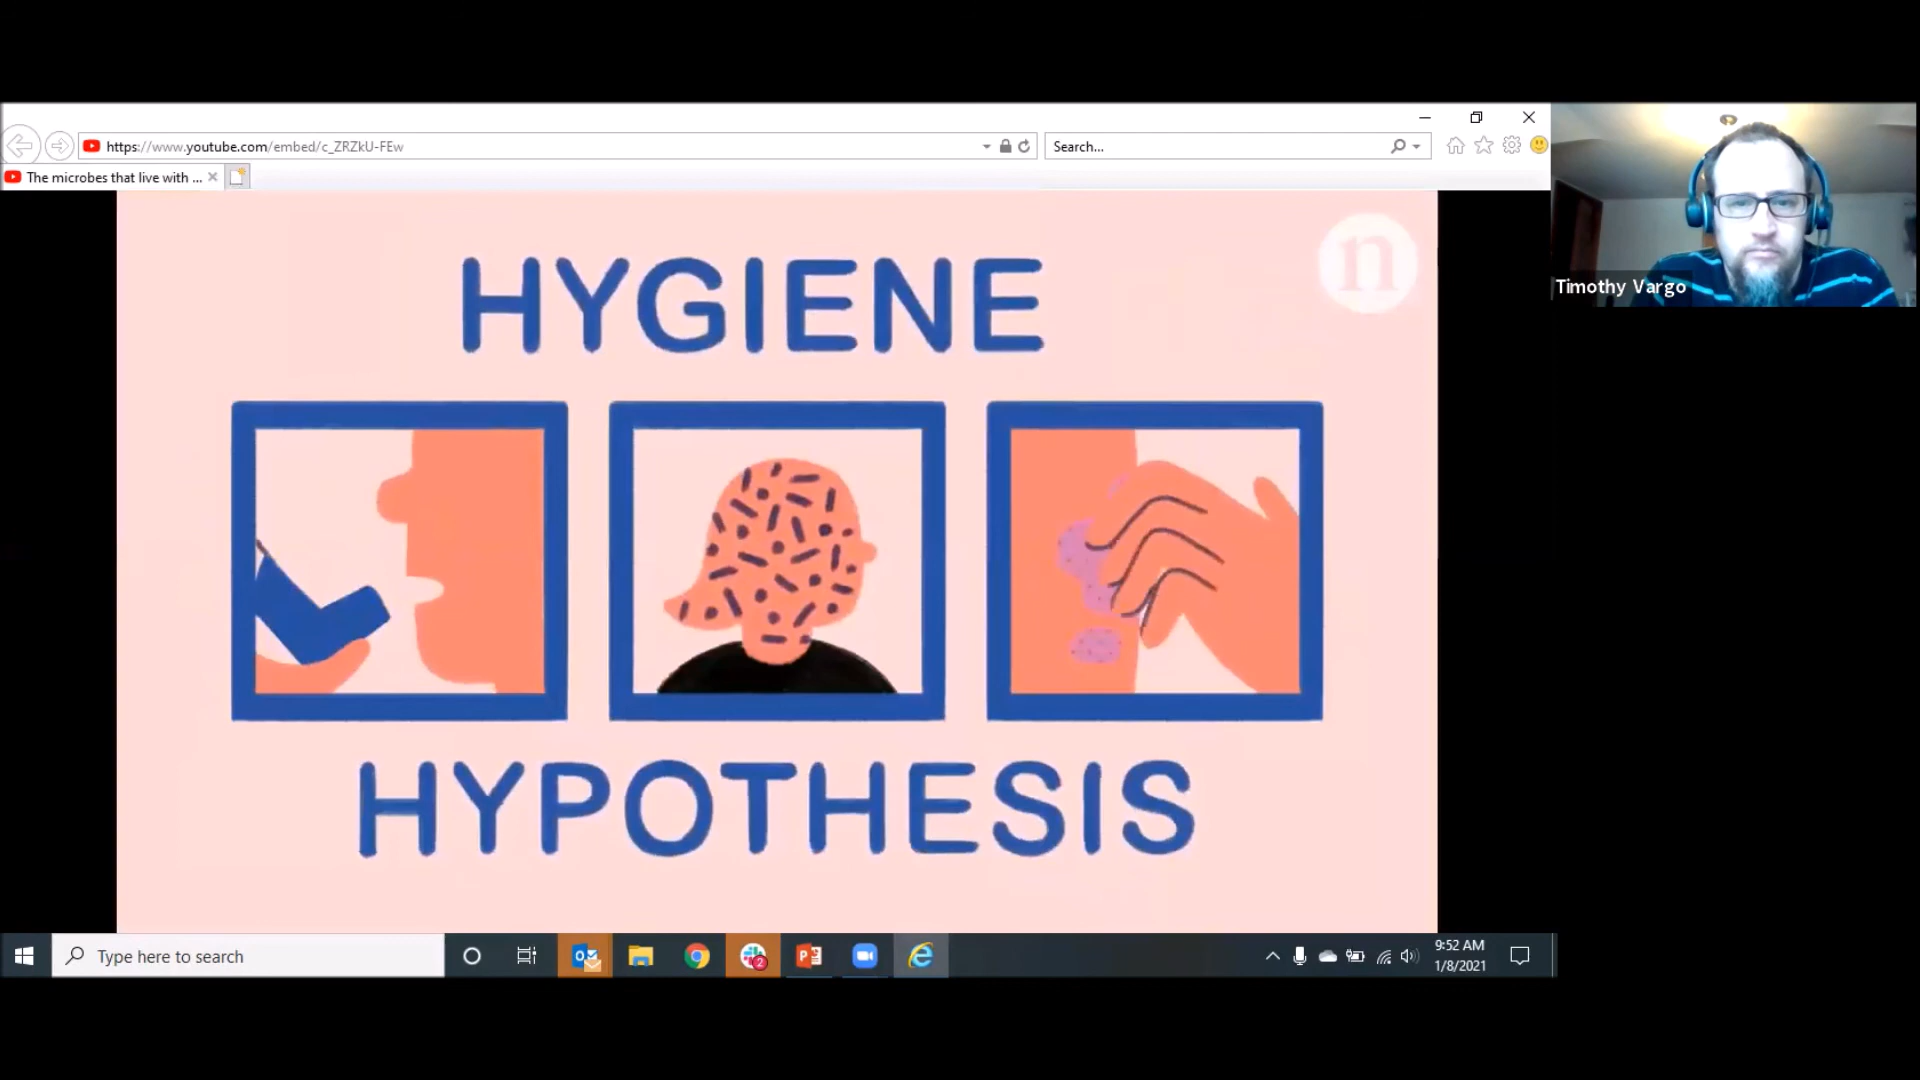 https://www.youtube.com/embed/c_ZRZkU-FEw
Search...
The microbes that live with ...
n
HYGIENE
HYPOTHESIS
Timothy Vargo
Type here to search
2
9:52 AM
1/8/2021